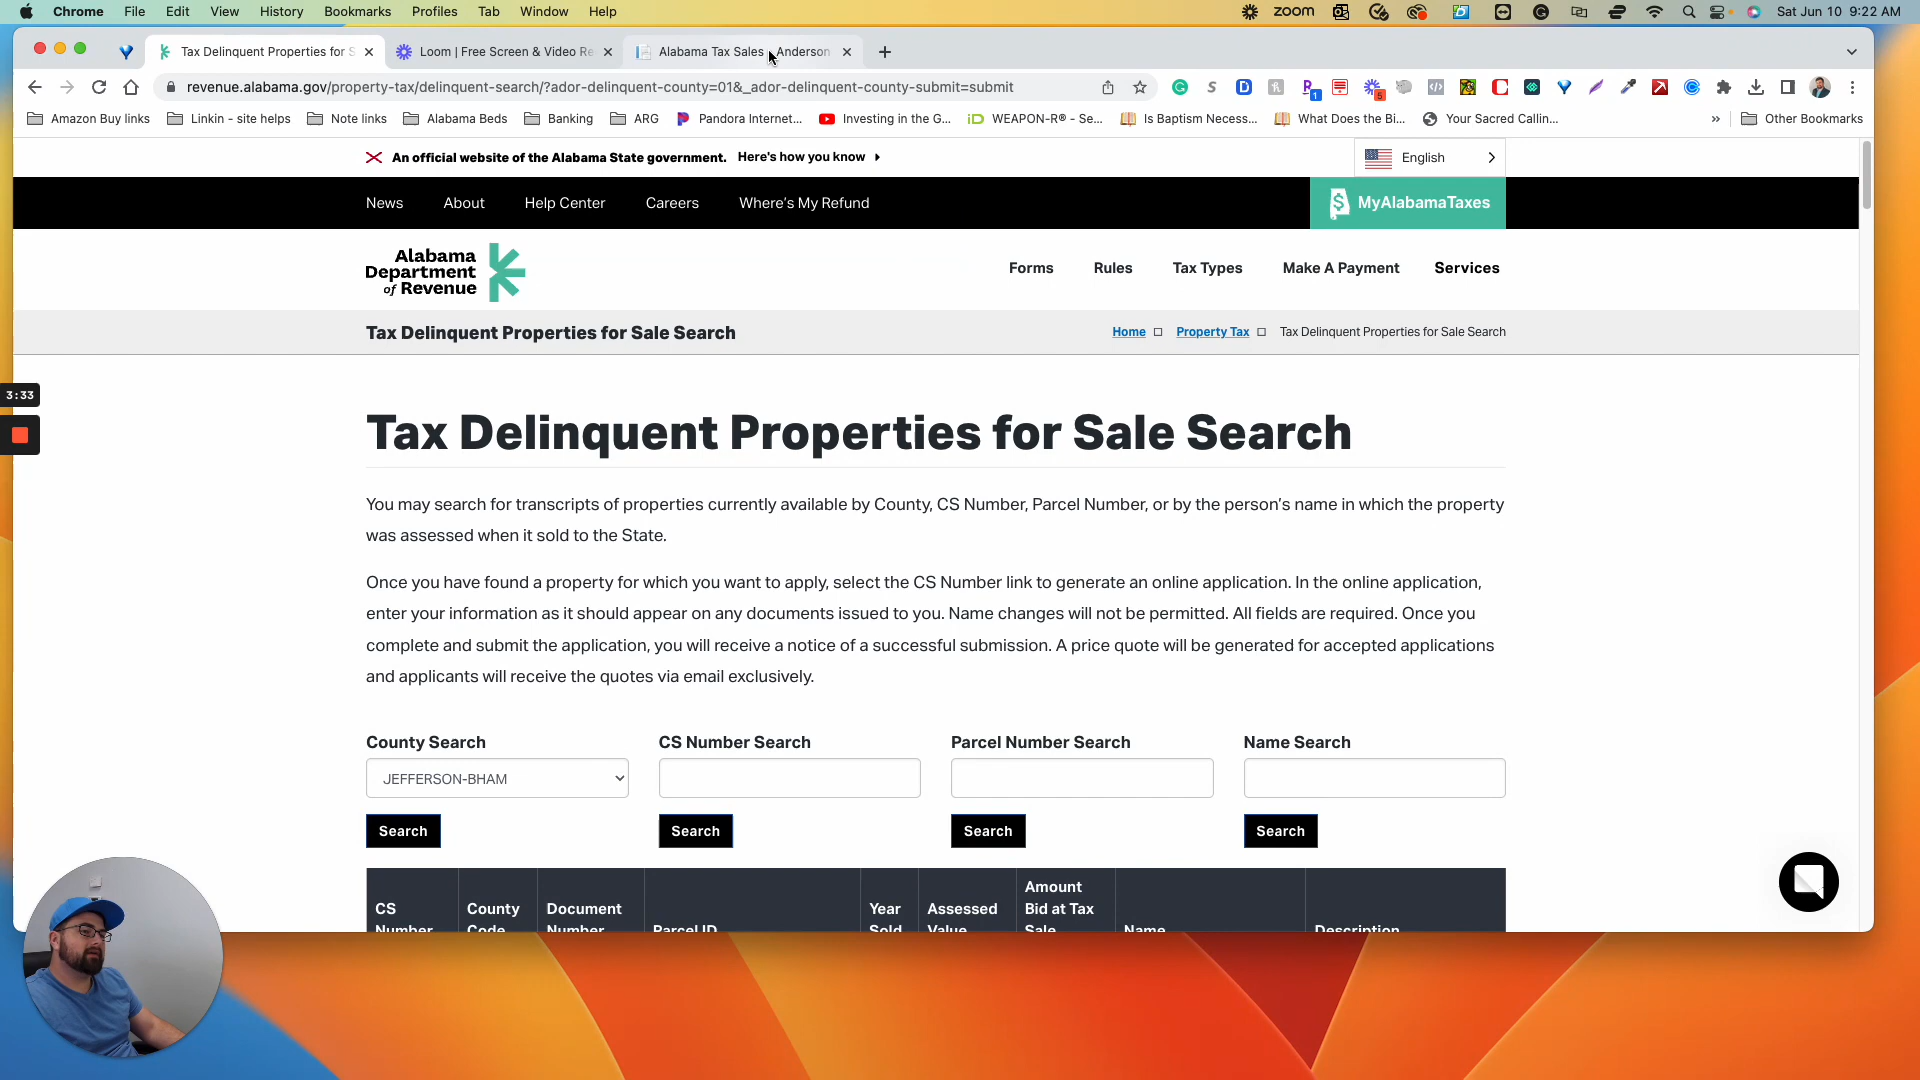 Chrome File Edit View History Bookmarks Profiles Tab Window Help zoom Sat Jun 10 9:22 AM
Tax Delinquent Properties for S Loom | Free Screen & Video Re Alabama Tax Sales Anderson
revenue.alabama.gov/property-tax/delinquent-search/?ador-delinquent-county=01&_ador-delinquent-county-submit=submit
Amazon Buy links Linkin - site helps Note links Alabama Beds Banking ARG Pandora Internet... Investing in the G... WEAPON-R® - Se... Is Baptism Necess... What Does the Bi... Your Sacred Callin... » Other Bookmarks
An official website of the Alabama State government. Here's how you know
English
News About Help Center Careers Where's My Refund MyAlabamaTaxes
Alabama
Department
of Revenue
Forms Rules Tax Types Make A Payment Services
Tax Delinquent Properties for Sale Search
Home Property Tax Tax Delinquent Properties for Sale Search
3:33
Tax Delinquent Properties for Sale Search
You may search for transcripts of properties currently available by County, CS Number, Parcel Number, or by the person's name in which the property
was assessed when it sold to the State.
Once you have found a property for which you want to apply, select the CS Number link to generate an online application. In the online application,
enter your information as it should appear on any documents issued to you. Name changes will not be permitted. All fields are required. Once you
complete and submit the application, you will receive a notice of a successful submission. A price quote will be generated for accepted applications
and applicants will receive the quotes via email exclusively.
County Search CS Number Search Parcel Number Search Name Search
JEFFERSON-BHAM
Search Search Search Search
CS
Number
County
Code
Document
Number
Parcel ID
Year
Sold
Assessed
Value
Amount
Bid at Tax
Sale
Name
Description